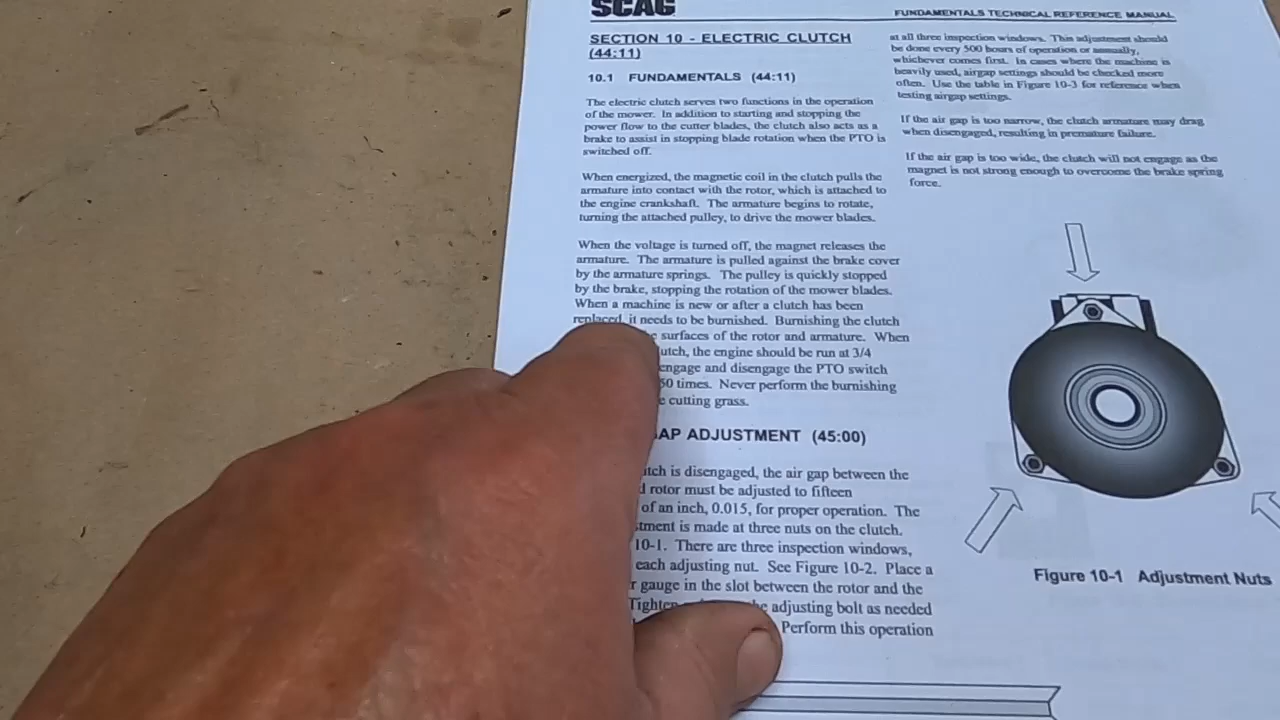 SCAG
FUNDAMENTALS TECHNICAL REFERENCE MANUAL
SECTION 10 - ELECTRIC CLUTCH
(44:11)
10.1 FUNDAMENTALS (44:11)
The electric clutch serves two functions in the operation
of the mower. In addition to starting and stopping the
power flow to the cutter blades, the clutch also acts as a
brake to assist in stopping blade rotation when the PTO is
switched off.
When energized, the magnetic coil in the clutch pulls the
armature into contact with the rotor, which is attached to
the engine crankshaft. The armature begins to rotate,
turning the attached pulley, to drive the mower blades.
When the voltage is turned off, the magnet releases the
armature. The armature is pulled against the brake cover
by the armature springs. The pulley is quickly stopped
by the brake, stopping the rotation of the mower blades.
When a machine is new or after a clutch has been
replaced, it needs to be burnished. Burnishing the clutch
surfaces of the rotor and armature. When
utch, the engine should be run at 3/4
engage and disengage the PTO switch
50 times. Never perform the burnishing
e cutting grass.
AP ADJUSTMENT (45:00)
utch is disengaged, the air gap between the
rotor must be adjusted to fifteen
of an inch, 0.015, for proper operation. The
stment is made at three nuts on the clutch.
10-1. There are three inspection windows,
each adjusting nut. See Figure 10-2. Place a
r gauge in the slot between the rotor and the
Tighten adjusting bolt as needed
Perform this operation
at all three inspection windows. This adjustment should
be done every 500 hours of operation or annually,
whichever comes first. In cases where the machine is
heavily used, airgap settings should be checked more
often. Use the table in Figure 10-3 for reference when
testing airgap settings.
If the air gap is too narrow, the clutch armature may drag
when disengaged, resulting in premature failure.
If the air gap is too wide, the clutch will not engage as the
magnet is not strong enough to overcome the brake spring
force.
Figure 10-1 Adjustment Nuts